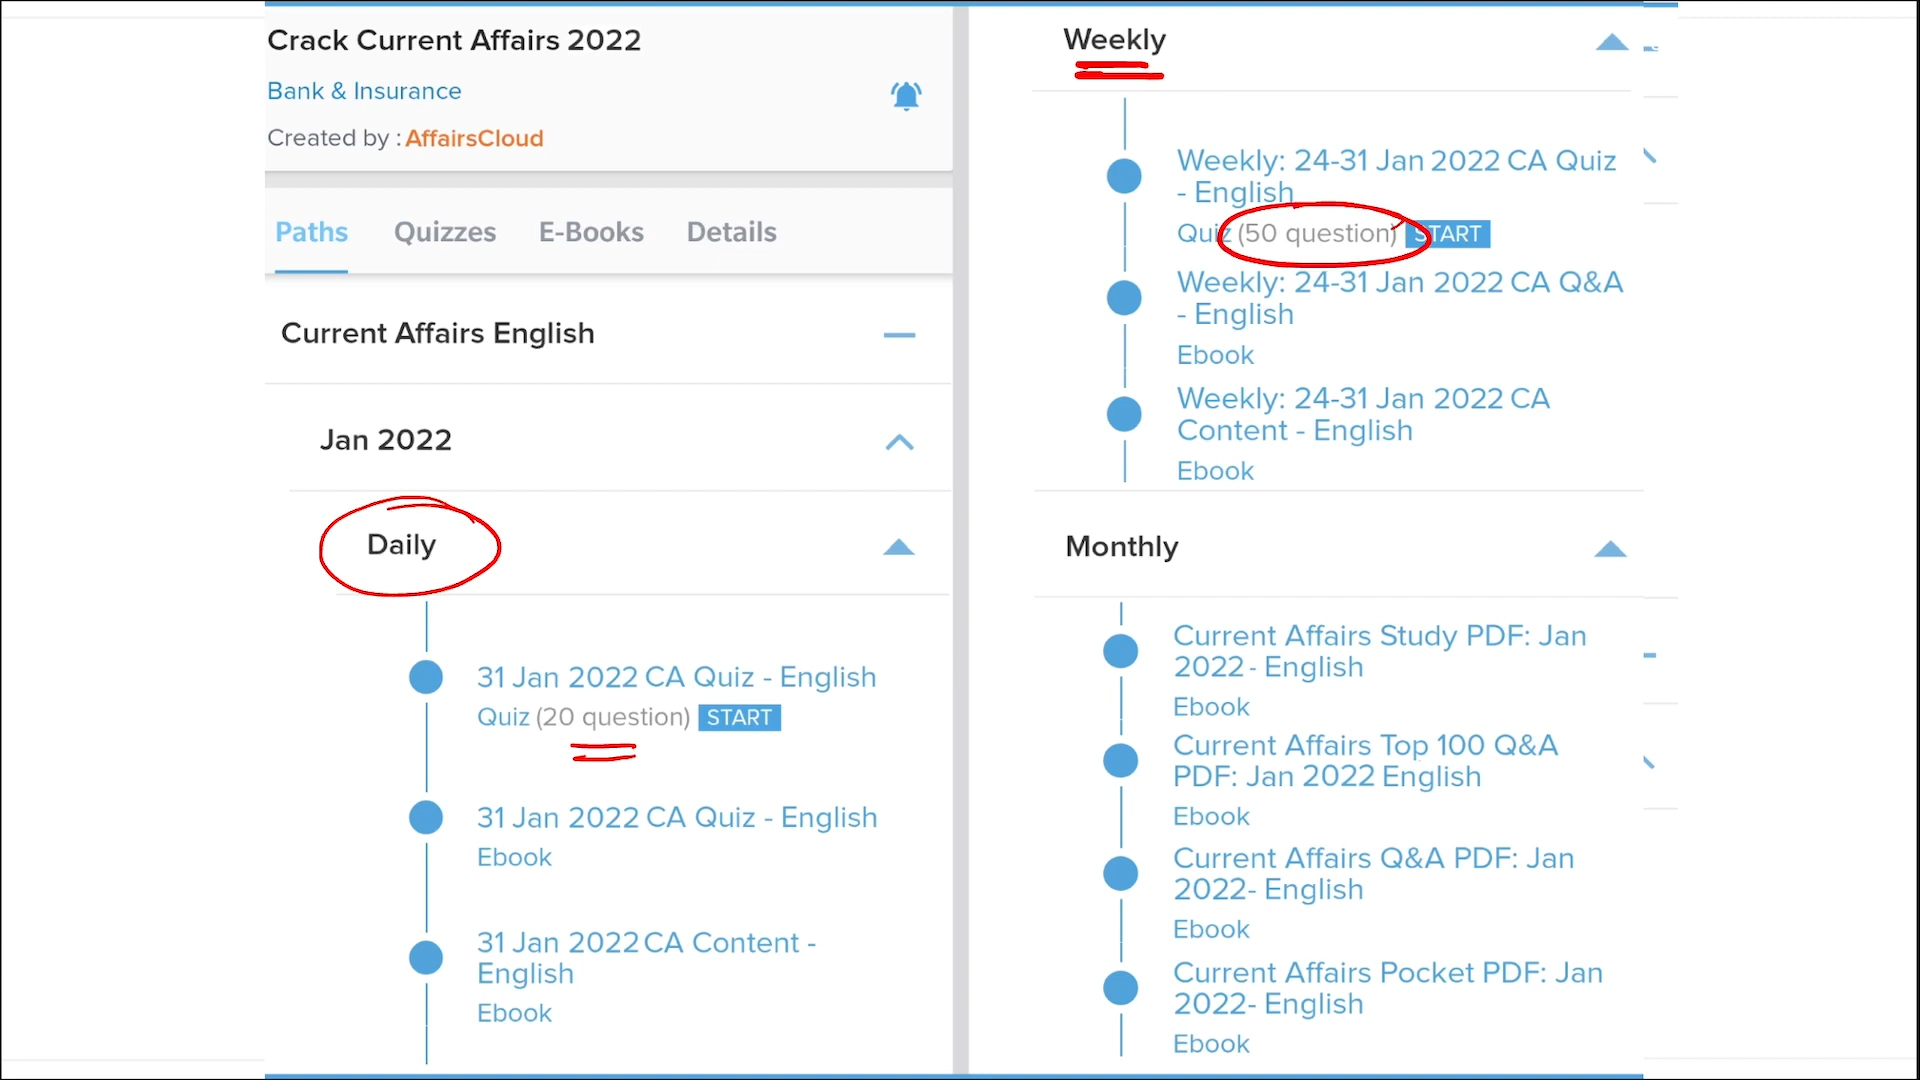 Crack Current Affairs 2022
Bank & Insurance
Created by : AffairsCloud
Paths Quizzes E-Books Details
Current Affairs English
Jan 2022
Daily
31 Jan 2022 CA Quiz - English
Quiz (20 question) START
31 Jan 2022 CA Quiz - English
Ebook
31 Jan 2022 CA Content -
English
Ebook
Weekly
Weekly: 24-31 Jan 2022 CA Quiz
- English
Quiz (50 question) START
Weekly: 24-31 Jan 2022 CA Q&A
- English
Ebook
Weekly: 24-31 Jan 2022 CA
Content - English
Ebook
Monthly
Current Affairs Study PDF: Jan
2022- English
Ebook
Current Affairs Top 100 Q&A
PDF: Jan 2022 English
Ebook
Current Affairs Q&A PDF: Jan
2022- English
Ebook
Current Affairs Pocket PDF: Jan
2022- English
Ebook